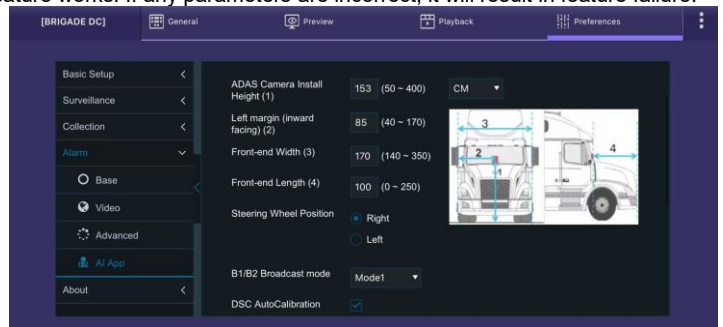 eature works. If any parameters are incorrect, it will result in feature failure.
[BRIGADE DC] General Preview Playback Preferences
Basic Setup
Surveillance
Collection
Alarm
Base
Video
Advanced
AI App
About
ADAS Camera Install
Height (1)
153 (50 ~ 400) CM
Left margin (inward
facing) (2)
85 (40 ~ 170)
Front-end Width (3)
170 (140 ~ 350)
Front-end Length (4)
100 (0 ~ 250)
Steering Wheel Position
Right
Left
B1/B2 Broadcast mode
Mode1
DSC AutoCalibration
3
2
1
4